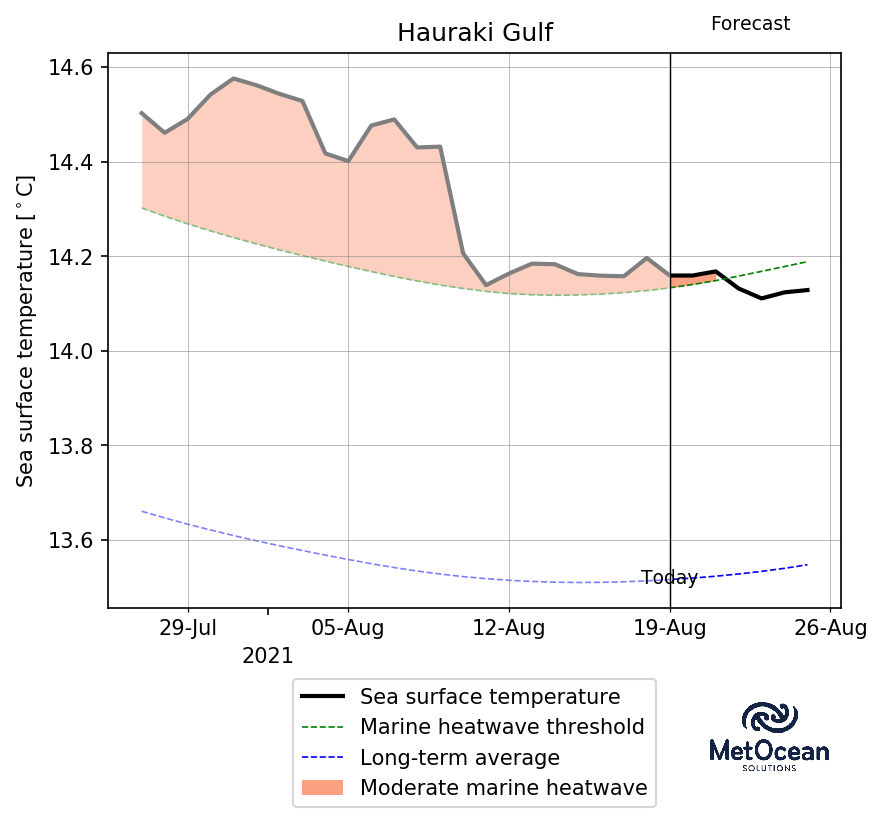 Forecast
Hauraki Gulf
14.6
14.4
14.2
14.0
13.8
13.6
Sea surface temperature [°C]
Today
29-Jul 05-Aug 12-Aug 19-Aug 26-Aug
2021
Sea surface temperature
Marine heatwave threshold
Long-term average
Moderate marine heatwave
MetOcean
SOLUTIONS